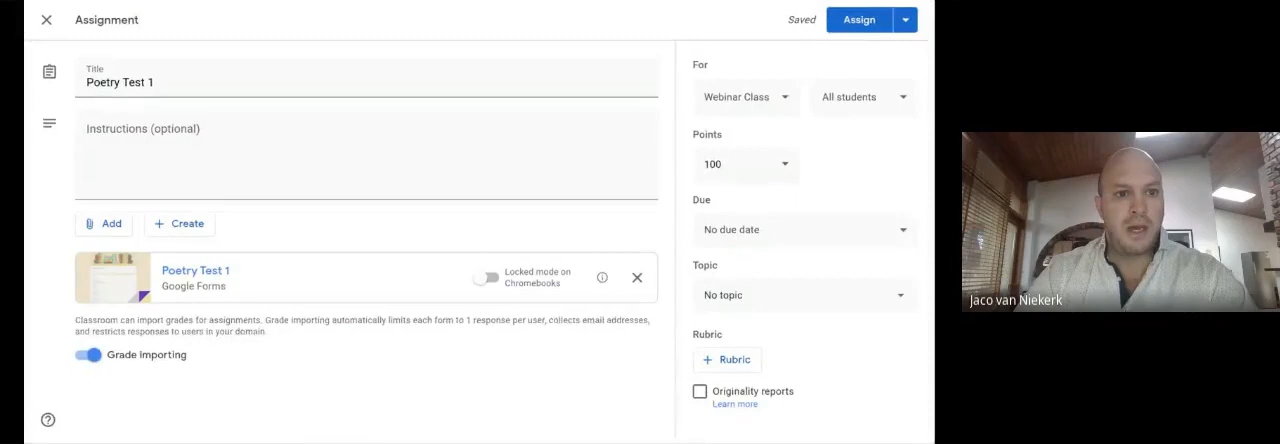 Assignment
Saved
Assign
Title
Poetry Test 1
Instructions (optional)
Add
+ Create
Poetry Test 1
Google Forms
Locked mode on
Chromebooks
Classroom can import grades for assignments. Grade importing automatically limits each form to 1 response per user, collects email addresses,
and restricts responses to users in your domain.
Grade importing
For
Webinar Class
All students
Points
100
Due
No due date
Topic
No topic
Rubric
+ Rubric
Originality reports
Learn more
Jaco van Niekerk